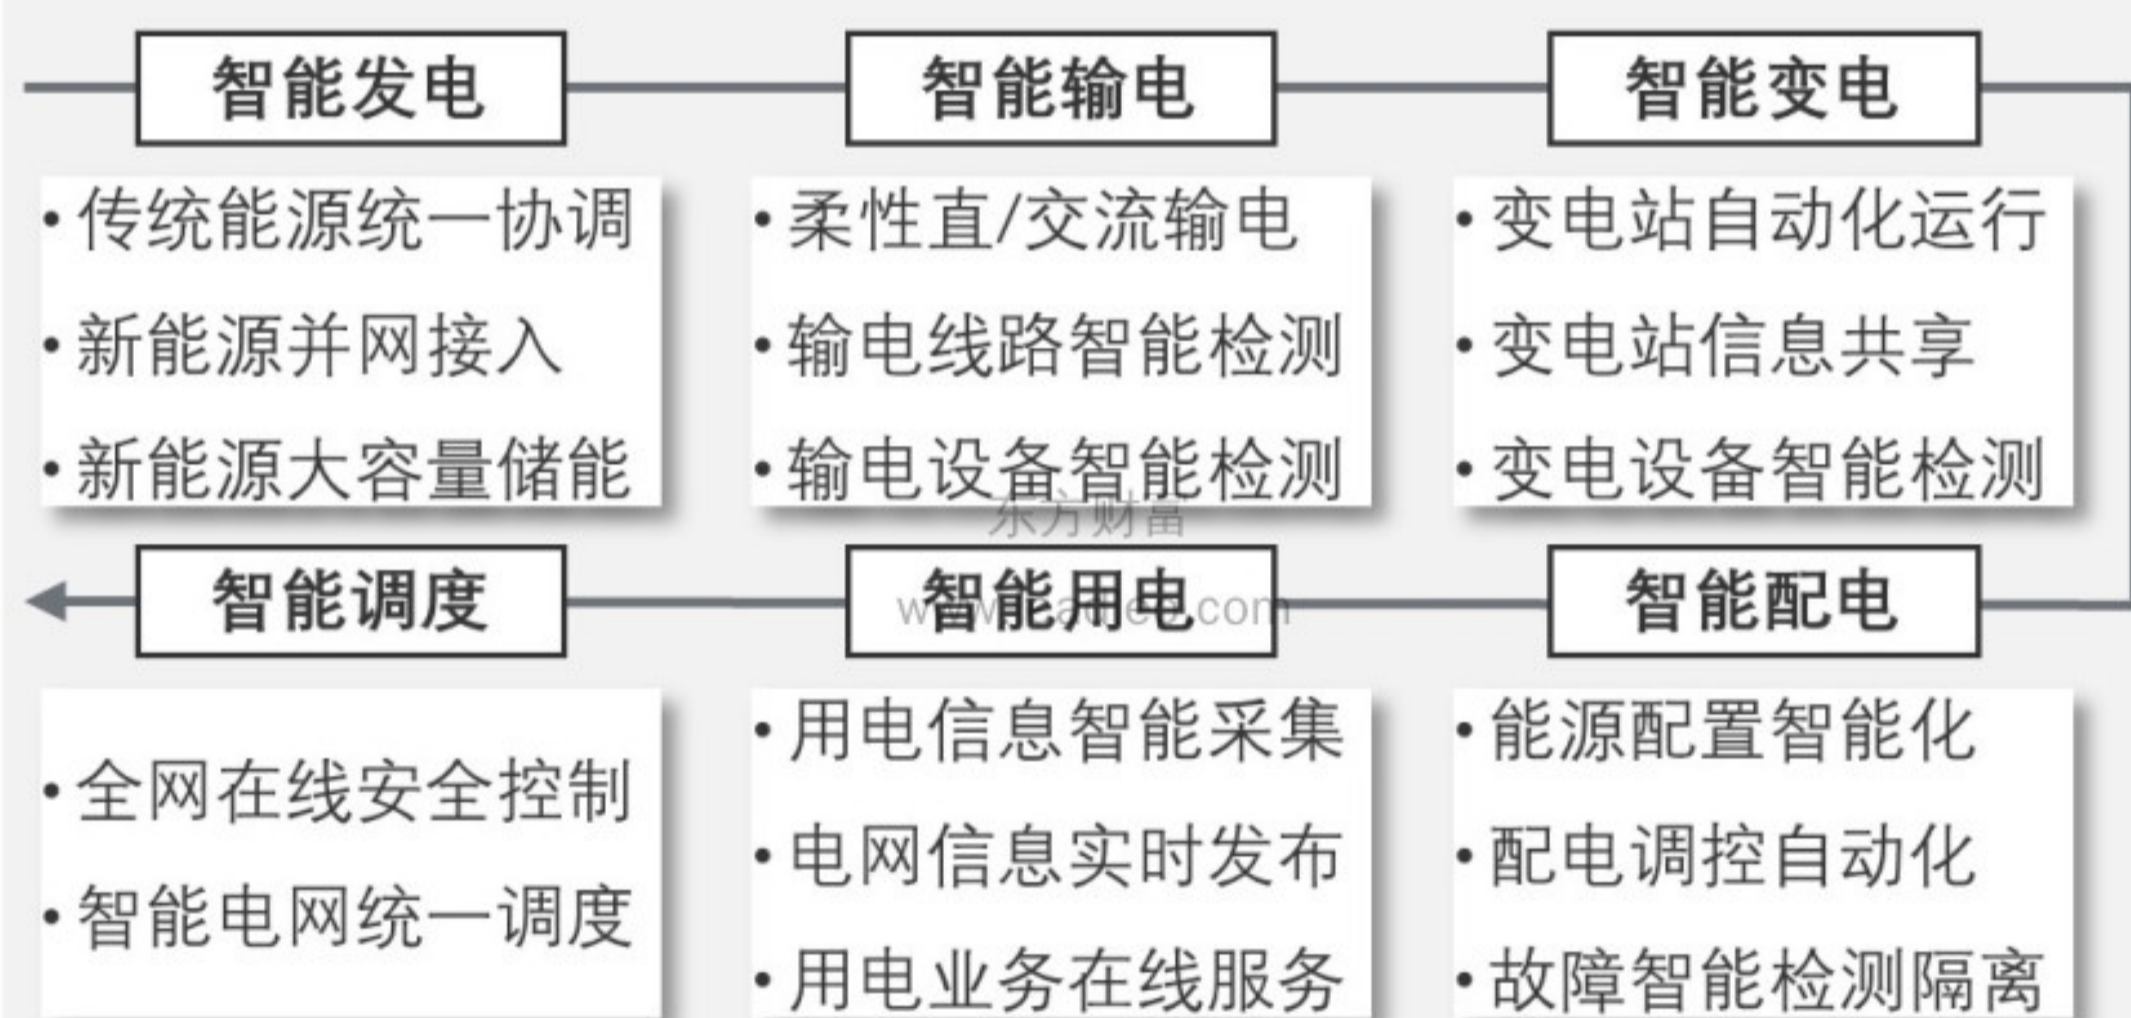 智能发电
智能输电
智能变电
• 传统能源统一协调
• 新能源并网接入
• 新能源大容量储能
• 柔性直/交流输电
• 输电线路智能检测
• 输电设备智能检测
• 变电站自动化运行
• 变电站信息共享
• 变电设备智能检测
东方财富
智能调度
智能用电
智能配电
• 全网在线安全控制
• 智能电网统一调度
• 用电信息智能采集
• 电网信息实时发布
• 用电业务在线服务
• 能源配置智能化
• 配电调控自动化
• 故障智能检测隔离